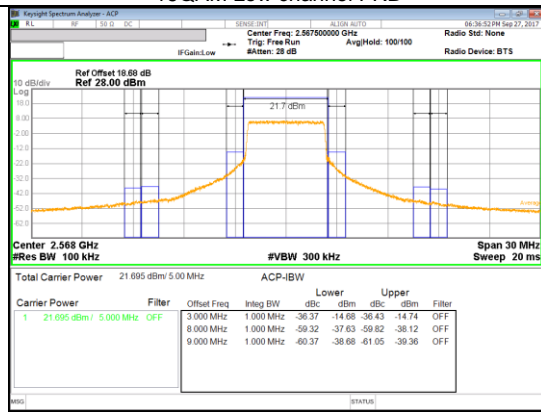 Keysight Spectrum Analyzer - ACP
RL RF 50 Ω DC SENSE:INT ALIGN AUTO 06:36:52 PM Sep 27, 2017
Center Freq: 2.567500000 GHz Radio Std: None
Trig: Free Run Avg|Hold: 100/100
IFGain:Low #Atten: 28 dB Radio Device: BTS
Ref Offset 18.68 dB
10 dB/div Ref 28.00 dBm
Log
18.0
21.7 dBm
8.00
-2.00
-12.0
-22.0
-32.0
-42.0
Average
-52.0
-62.0
Center 2.568 GHz Span 30 MHz
#Res BW 100 kHz #VBW 300 kHz Sweep 20 ms
Total Carrier Power 21.695 dBm/ 5.00 MHz ACP-IBW
Lower Upper
Carrier Power Filter Offset Freq Integ BW dBc dBm dBc dBm Filter
1 21.695 dBm / 5.000 MHz OFF 3.000 MHz 1.000 MHz -36.37 -14.68 -36.43 -14.74 OFF
8.000 MHz 1.000 MHz -59.32 -37.63 -59.82 -38.12 OFF
9.000 MHz 1.000 MHz -60.37 -38.68 -61.05 -39.36 OFF
MSG STATUS